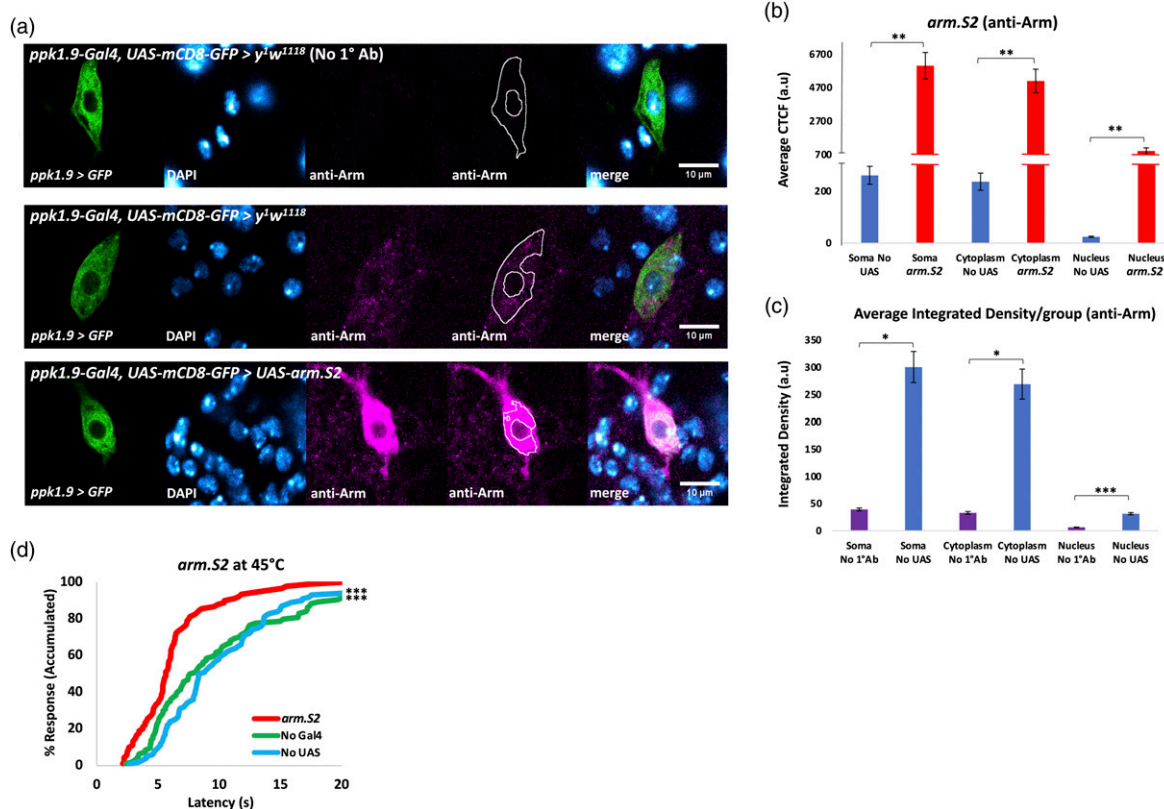 (a)
ppk1.9-Gal4, UAS-mCD8-GFP > y¹w¹¹¹⁸ (No 1° Ab)
ppk1.9 > GFP DAPI anti-Arm anti-Arm merge 10 µm
ppk1.9-Gal4, UAS-mCD8-GFP > y¹w¹¹¹⁸
ppk1.9 > GFP DAPI anti-Arm anti-Arm merge 10 µm
ppk1.9-Gal4, UAS-mCD8-GFP > UAS-arm.S2
ppk1.9 > GFP DAPI anti-Arm anti-Arm merge 10 µm
(b)
arm.S2 (anti-Arm)
Average CTCF (a.u)
6700
4700
2700
700
200
0
** ** **
Soma No Soma Cytoplasm Cytoplasm Nucleus Nucleus
UAS arm.S2 No UAS arm.S2 No UAS arm.S2
(c)
Average Integrated Density/group (anti-Arm)
Integrated Density (a.u)
350
300
250
200
150
100
50
0
* * ***
Soma Soma Cytoplasm Cytoplasm Nucleus Nucleus
No 1°Ab No UAS No 1°Ab No UAS No 1°Ab No UAS
(d)
arm.S2 at 45°C
% Response (Accumulated)
100
80
60
40
20
0
***
***
arm.S2
No Gal4
No UAS
0 5 10 15 20
Latency (s)